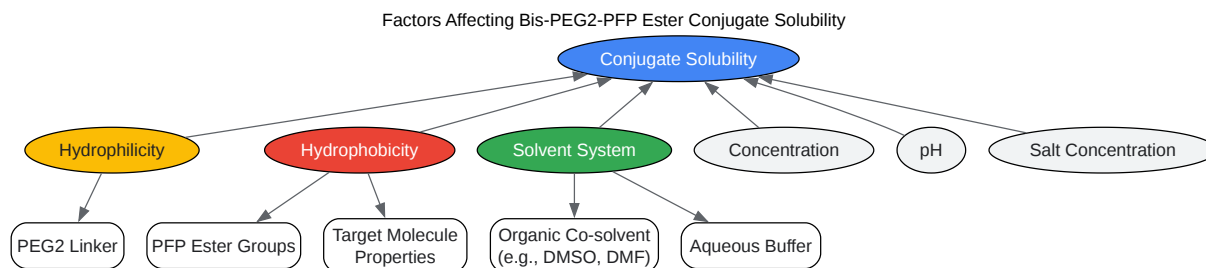 Factors Affecting Bis-PEG2-PFP Ester Conjugate Solubility
Conjugate Solubility
Hydrophilicity
Hydrophobicity
Solvent System
Concentration
pH
Salt Concentration
PEG2 Linker
PFP Ester Groups
Target Molecule
Properties
Organic Co-solvent
(e.g., DMSO, DMF)
Aqueous Buffer